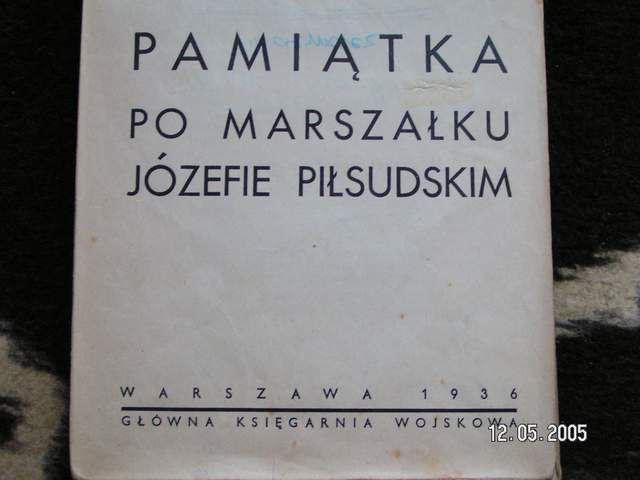 PAMIĄTKA
PO MARSZAŁKU
JÓZEFIE PIŁSUDSKIM
WARSZAWA 1936
GŁÓWNA KSIĘGARNIA WOJSKOWA
12.05.2005